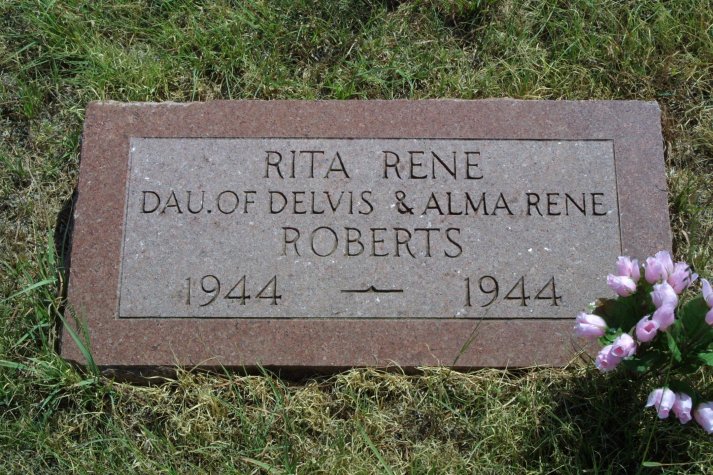 RITA RENE
DAU. OF DELVIS & ALMA RENE
ROBERTS
1944 — 1944